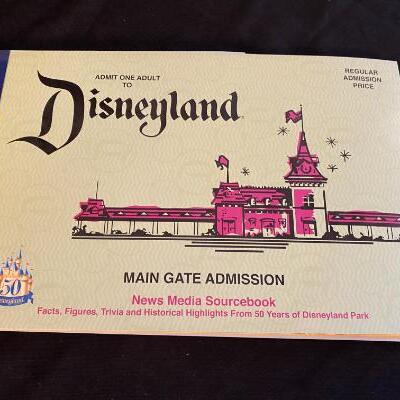 ADMIT ONE ADULT
TO
Disneyland
REGULAR
ADMISSION
PRICE
MAIN GATE ADMISSION
News Media Sourcebook
Facts, Figures, Trivia and Historical Highlights From 50 Years of Disneyland Park
50